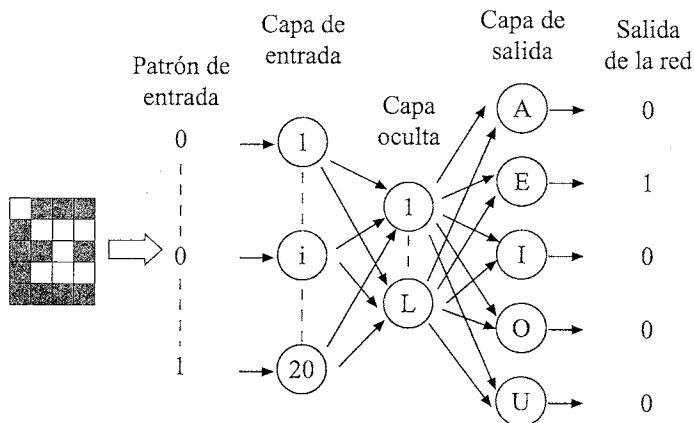 Capa de
entrada
Capa de
salida
Salida
de la red
Patrón de
entrada
Capa
oculta
0
0
1
1
i
20
1
L
A
E
I
O
U
0
1
0
0
0